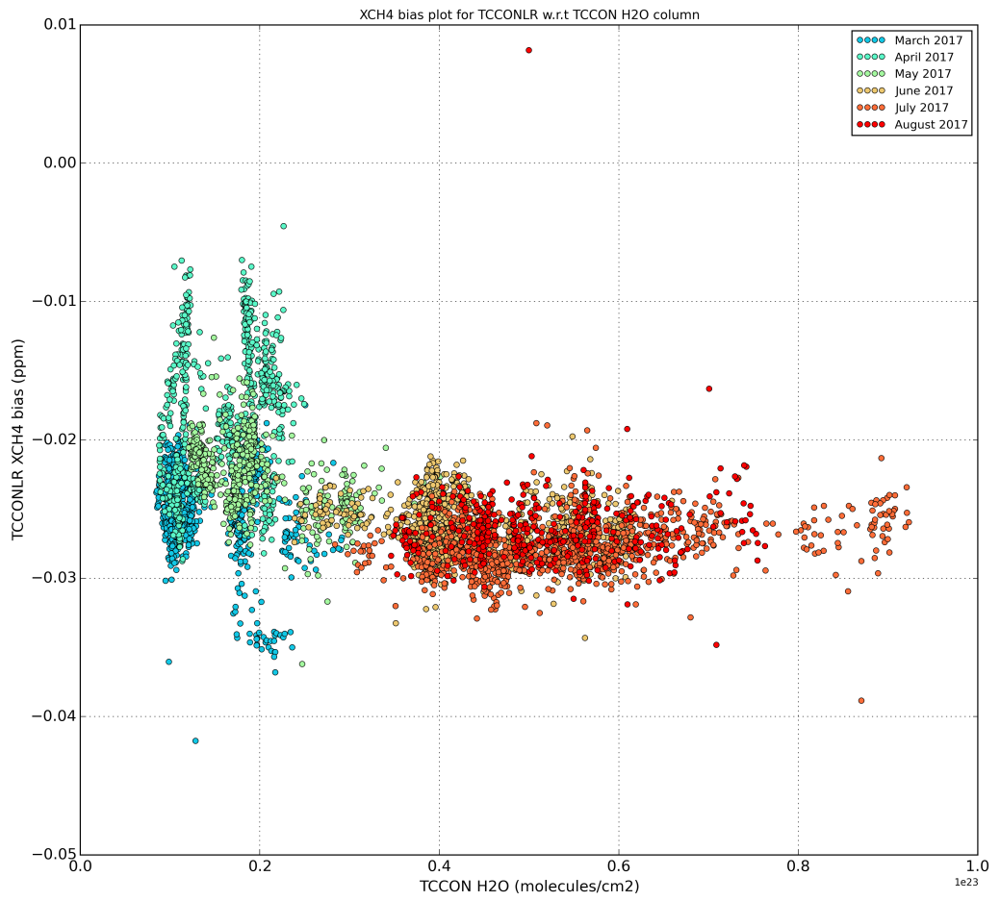 XCH4 bias plot for TCCONLR w.r.t TCCON H2O column
0.01
0.00
−0.01
−0.02
−0.03
−0.04
−0.05
TCCONLR XCH4 bias (ppm)
March 2017
April 2017
May 2017
June 2017
July 2017
August 2017
0.0 0.2 0.4 0.6 0.8 1.0
1e23
TCCON H2O (molecules/cm2)